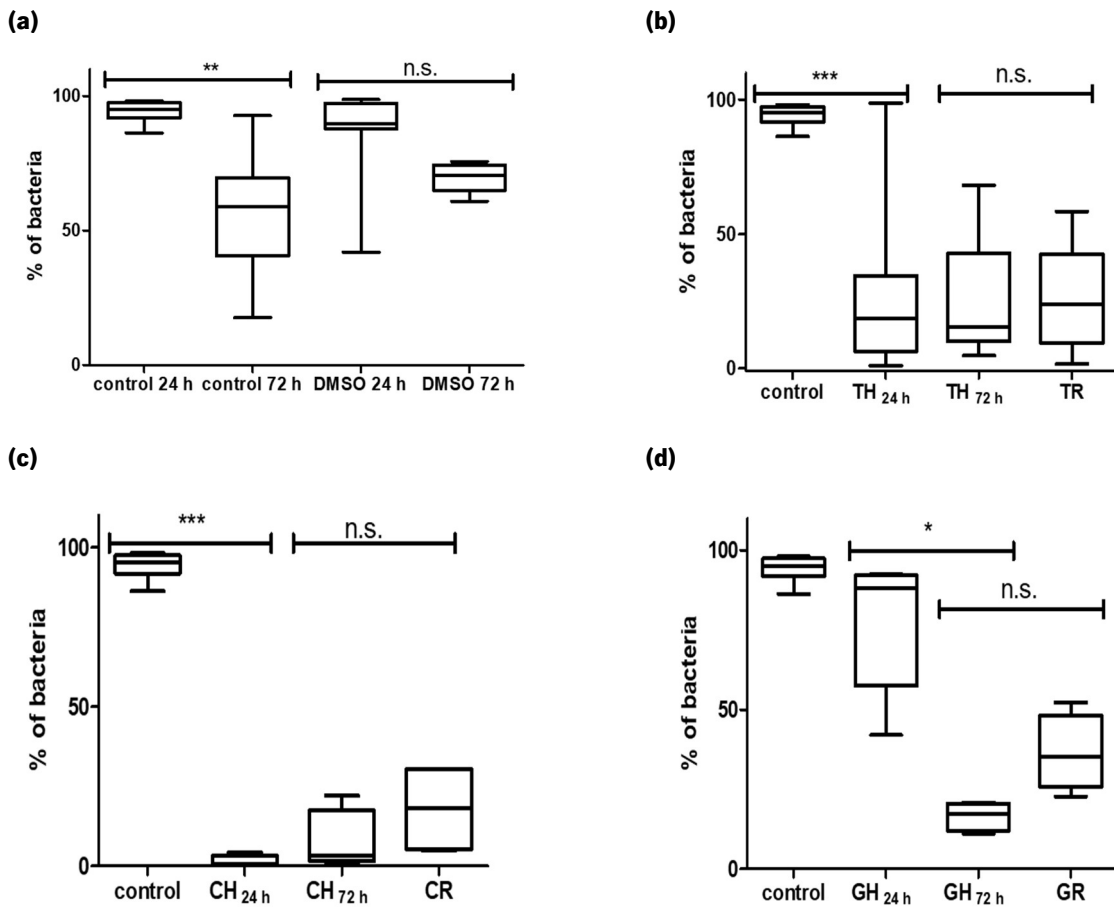 (a)
**
n.s.
100
50
0
% of bacteria
control 24 h control 72 h DMSO 24 h DMSO 72 h
(b)
***
n.s.
100
50
0
% of bacteria
control TH 24 h TH 72 h TR
(c)
***
n.s.
100
50
0
% of bacteria
control CH 24 h CH 72 h CR
(d)
*
n.s.
100
50
0
% of bacteria
control GH 24 h GH 72 h GR